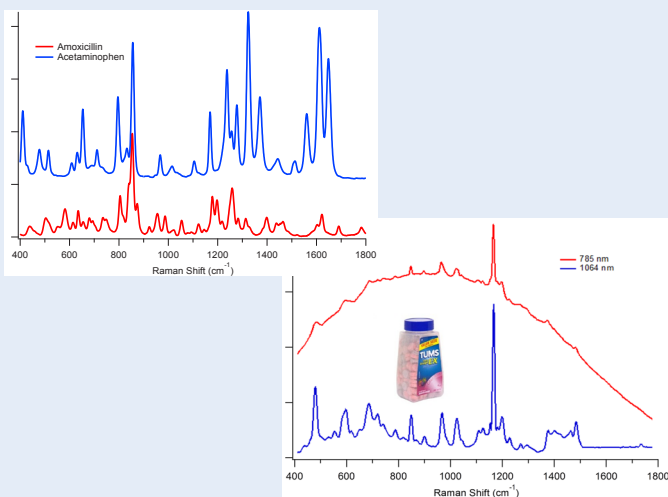 Amoxicillin
Acetaminophen
400 600 800 1000 1200 1400 1600 1800
Raman Shift (cm⁻¹)
785 nm
1064 nm
TUMS
EX
400 600 800 1000 1200 1400 1600 1800
Raman Shift (cm⁻¹)